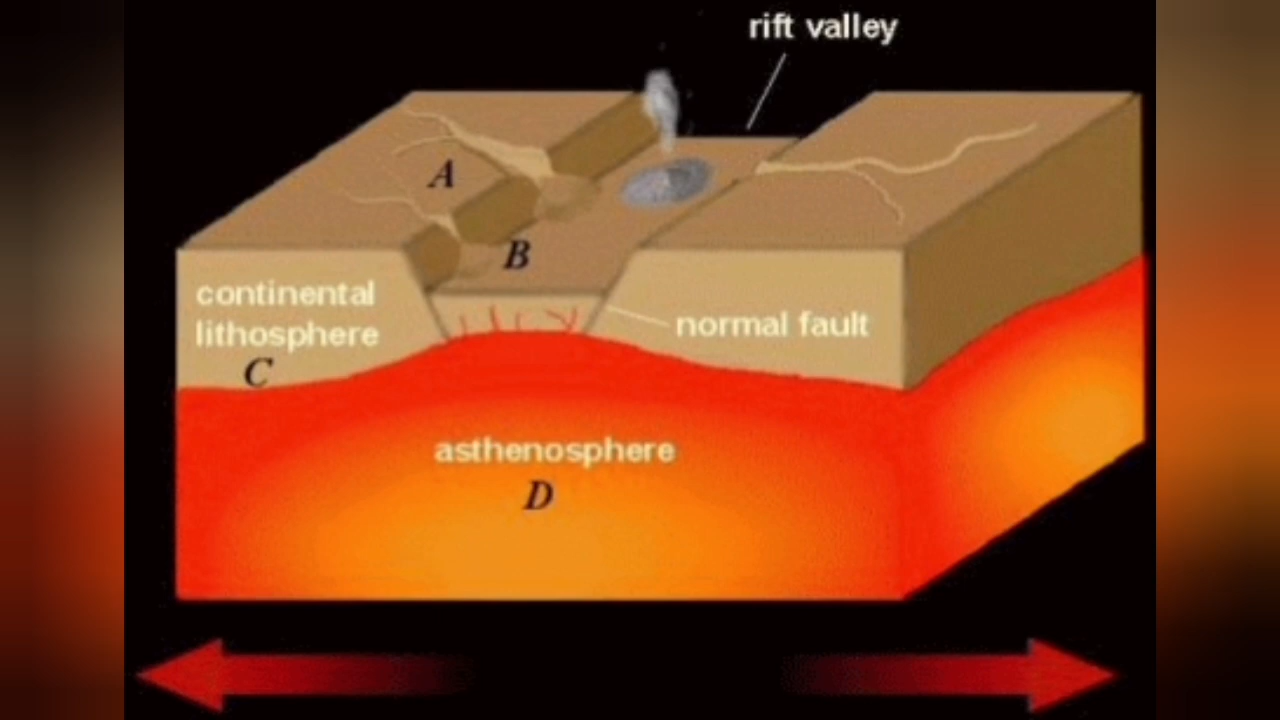 rift valley
A
B
continental
lithosphere
C
normal fault
asthenosphere
D